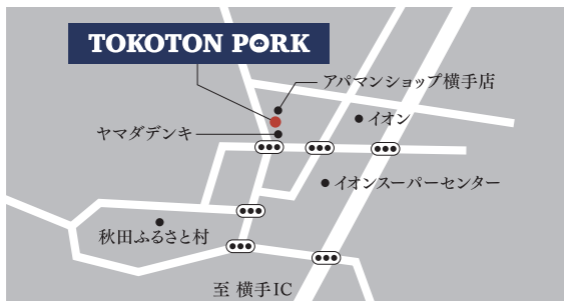 TOKOTON PORK
アパマンショップ横手店
イオン
ヤマダデンキ
イオンスーパーセンター
秋田ふるさと村
至 横手IC